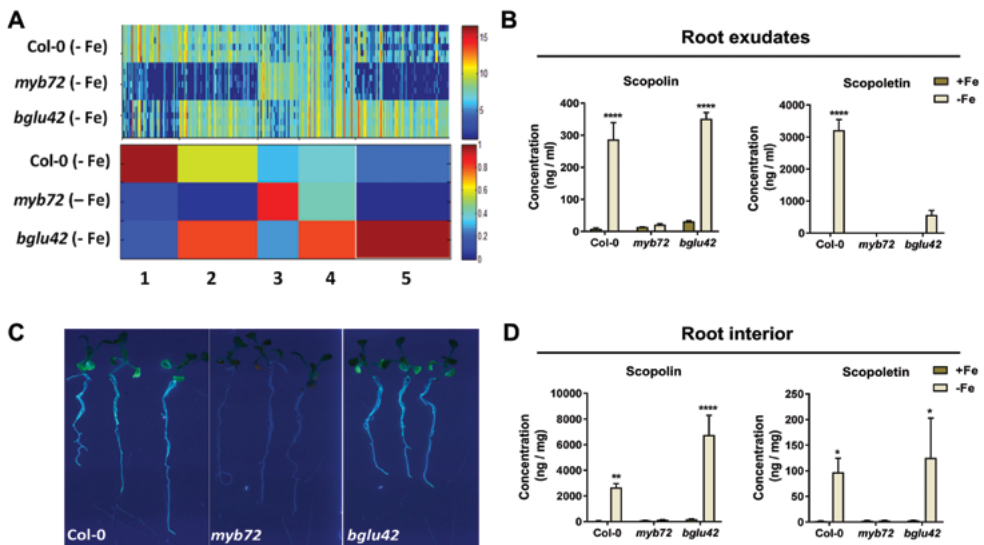 A
Col-0 (- Fe)
myb72 (- Fe)
bglu42 (- Fe)
15
10
5
Col-0 (- Fe)
myb72 (– Fe)
bglu42 (- Fe)
1
0.8
0.6
0.4
0.2
0
1 2 3 4 5
B
Root exudates
Scopolin
Concentration
(ng / ml)
400
300
200
100
0
****
****
Col-0 myb72 bglu42
Scopoletin
+Fe
-Fe
Concentration
(ng / ml)
4000
3000
2000
1000
0
****
Col-0 myb72 bglu42
C
Col-0 myb72 bglu42
D
Root interior
Scopolin
Concentration
(ng / mg)
10000
8000
6000
4000
2000
0
**
****
Col-0 myb72 bglu42
Scopoletin
+Fe
-Fe
Concentration
(ng / mg)
250
200
150
100
50
0
*
*
Col-0 myb72 bglu42